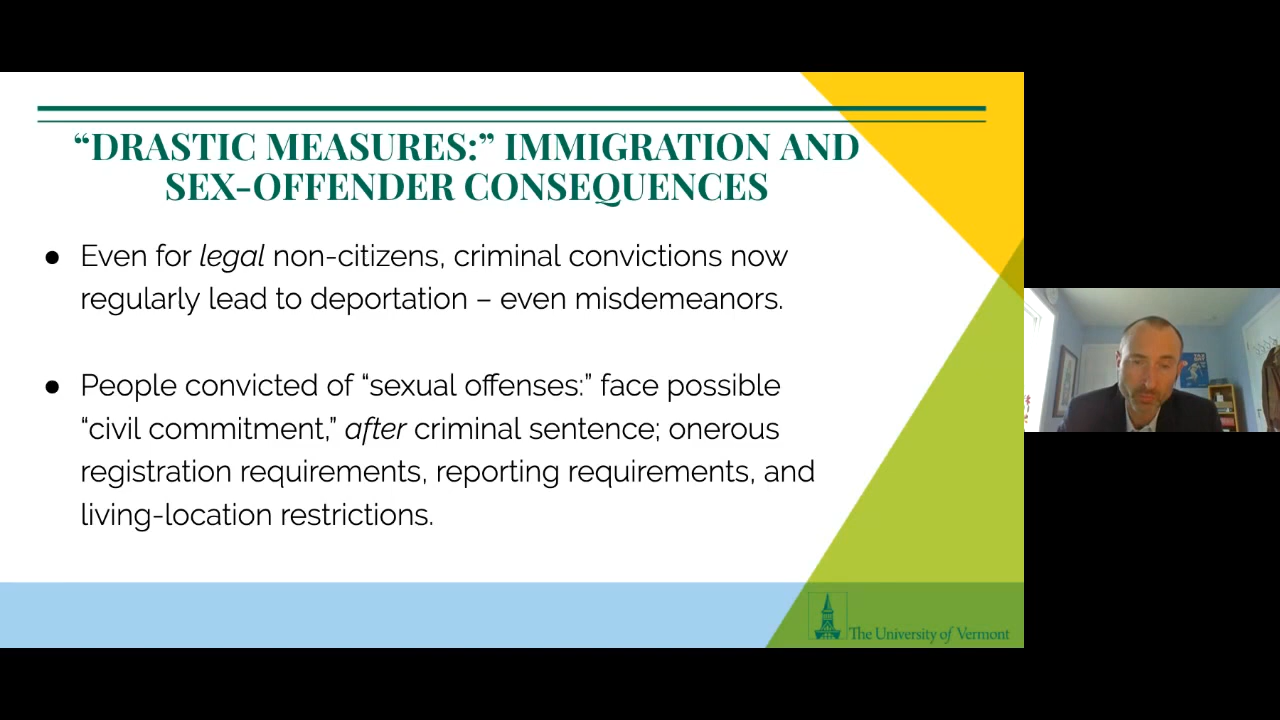 “DRASTIC MEASURES:” IMMIGRATION AND
SEX-OFFENDER CONSEQUENCES
● Even for legal non-citizens, criminal convictions now
regularly lead to deportation – even misdemeanors.
● People convicted of “sexual offenses:” face possible
“civil commitment,” after criminal sentence; onerous
registration requirements, reporting requirements, and
living-location restrictions.
The University of Vermont